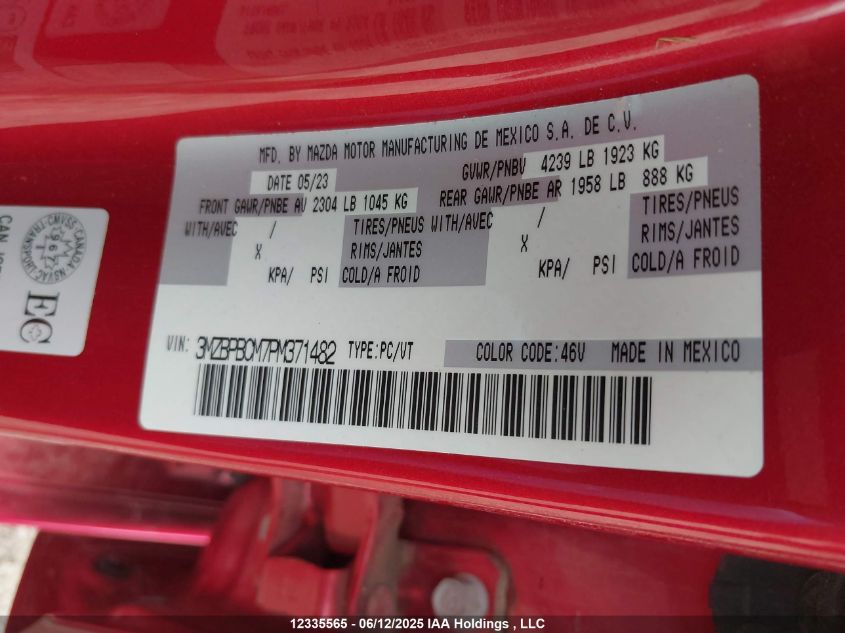 MFD. BY MAZDA MOTOR MANUFACTURING DE MEXICO S.A. DE C.V.
DATE 05/23 GVWR/PNBV 4239 LB 1923 KG
FRONT GAWR/PNBE AV 2304 LB 1045 KG REAR GAWR/PNBE AR 1958 LB 888 KG
WITH/AVEC / TIRES/PNEUS WITH/AVEC / TIRES/PNEUS
X RIMS/JANTES X RIMS/JANTES
KPA/ PSI COLD/A FROID KPA/ PSI COLD/A FROID
VIN: 3MZBPBCM7PM371482 TYPE:PC/VT COLOR CODE:46V MADE IN MEXICO
CMVSS CANADA NSVAC
EC
12335565 - 06/12/2025 IAA Holdings , LLC